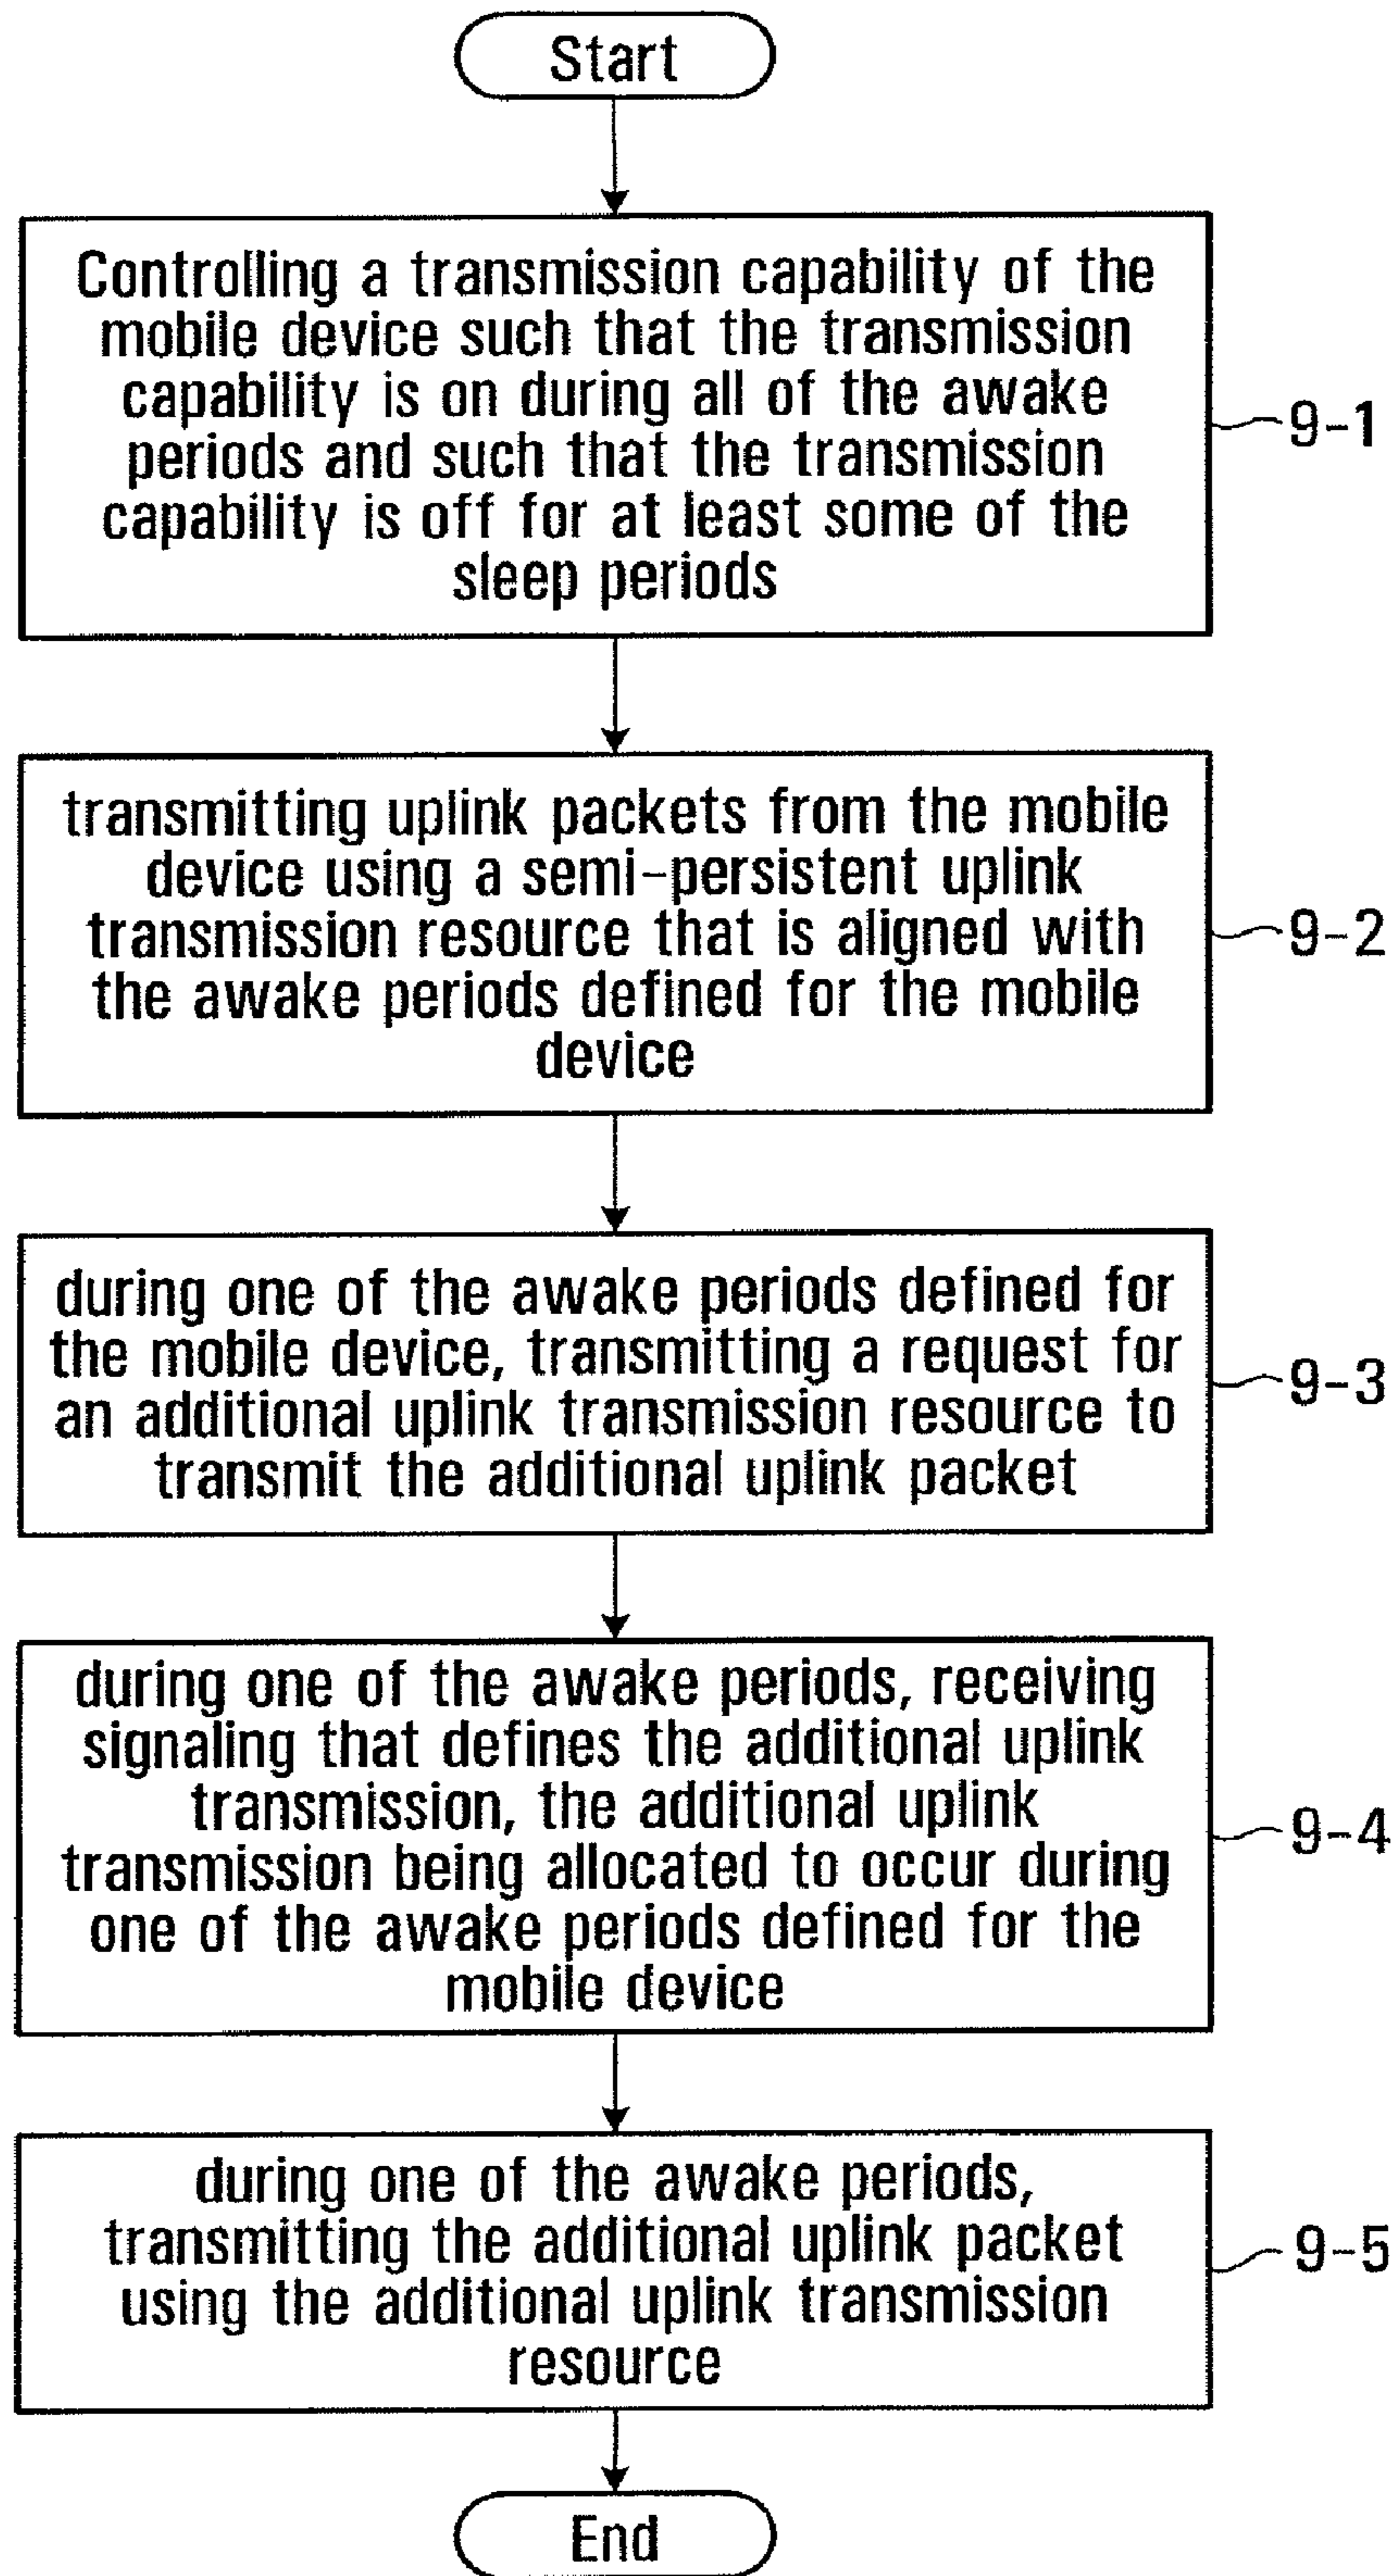 Start
Controlling a transmission capability of the
mobile device such that the transmission
capability is on during all of the awake
periods and such that the transmission
capability is off for at least some of the
sleep periods
9-1
transmitting uplink packets from the mobile
device using a semi-persistent uplink
transmission resource that is aligned with
the awake periods defined for the mobile
device
9-2
during one of the awake periods defined for
the mobile device, transmitting a request for
an additional uplink transmission resource to
transmit the additional uplink packet
9-3
during one of the awake periods, receiving
signaling that defines the additional uplink
transmission, the additional uplink
transmission being allocated to occur during
one of the awake periods defined for the
mobile device
9-4
during one of the awake periods,
transmitting the additional uplink packet
using the additional uplink transmission
resource
9-5
End